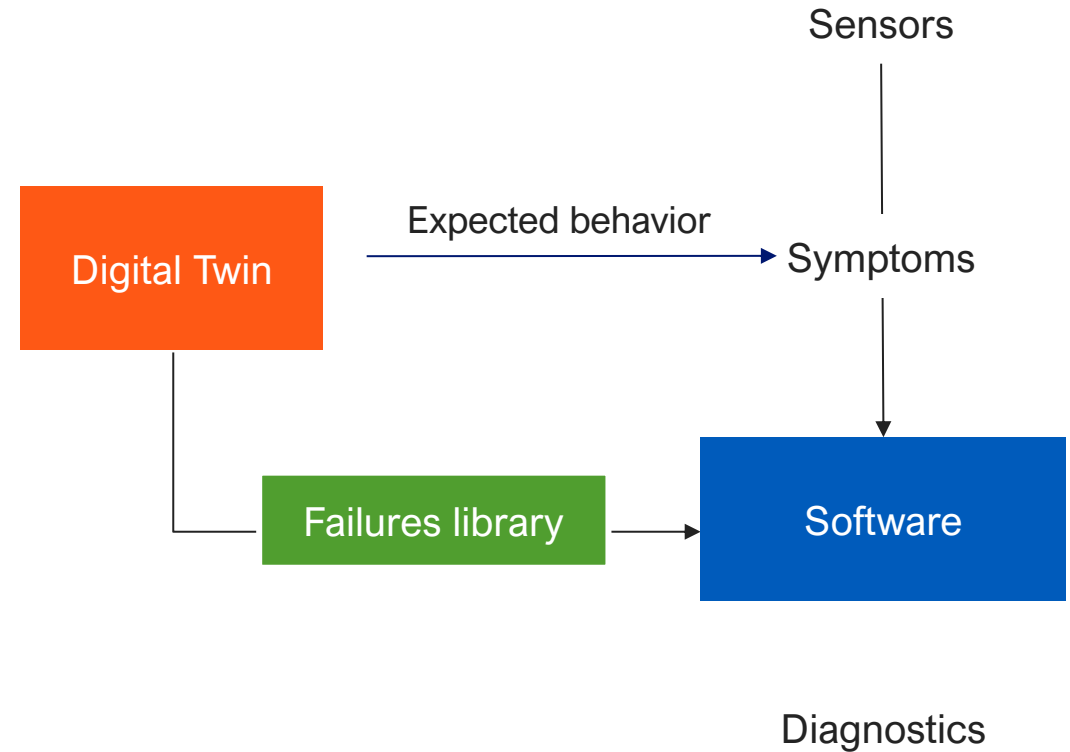 Sensors
Expected behavior
Digital Twin
Symptoms
Failures library
Software
Diagnostics